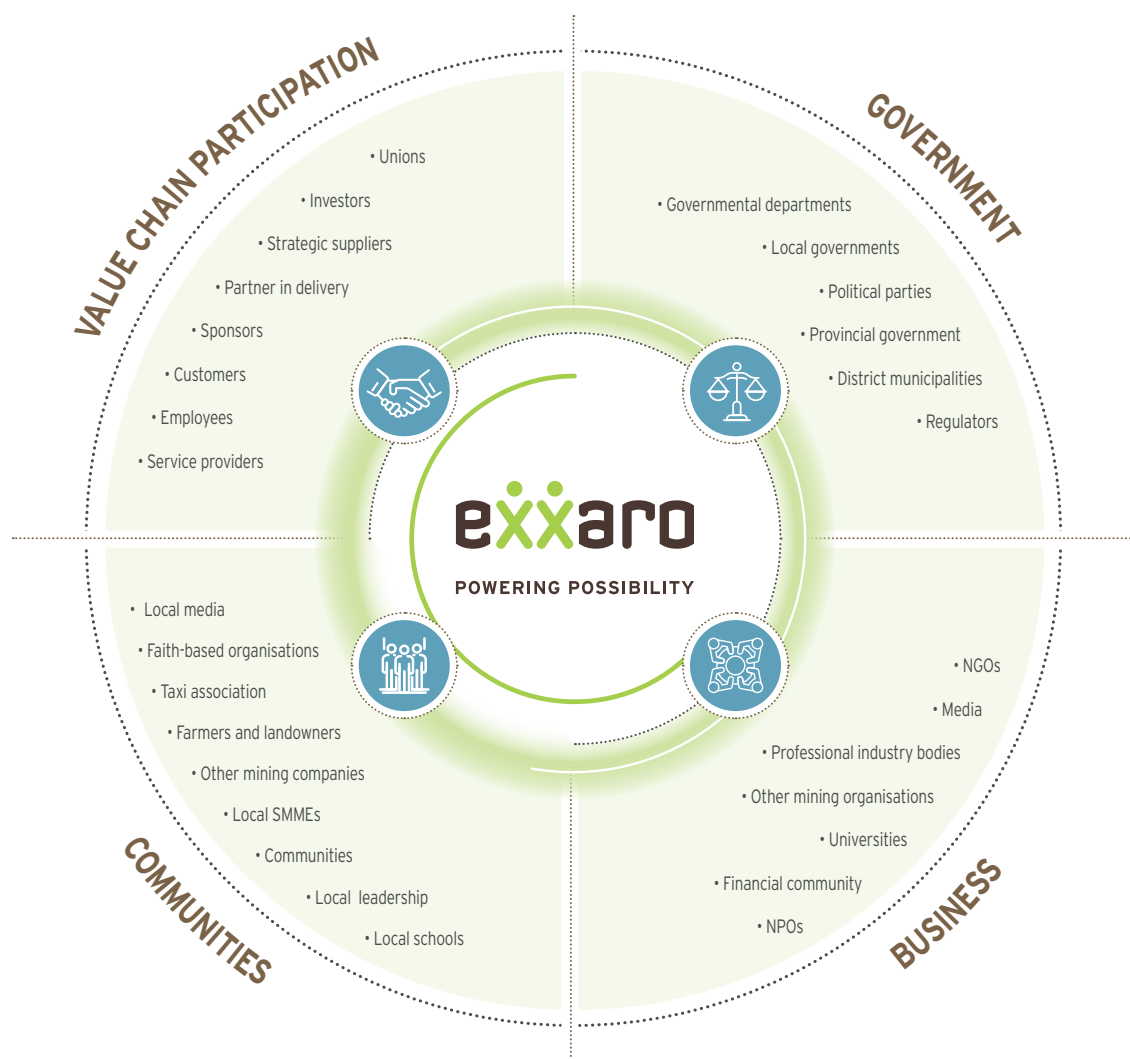 VALUE CHAIN PARTICIPATION
• Unions
• Investors
• Strategic suppliers
• Partner in delivery
• Sponsors
• Customers
• Employees
• Service providers
GOVERNMENT
• Governmental departments
• Local governments
• Political parties
• Provincial government
• District municipalities
• Regulators
exxaro
POWERING POSSIBILITY
COMMUNITIES
• Local media
• Faith-based organisations
• Taxi association
• Farmers and landowners
• Other mining companies
• Local SMMEs
• Communities
• Local leadership
• Local schools
BUSINESS
• NGOs
• Media
• Professional industry bodies
• Other mining organisations
• Universities
• Financial community
• NPOs